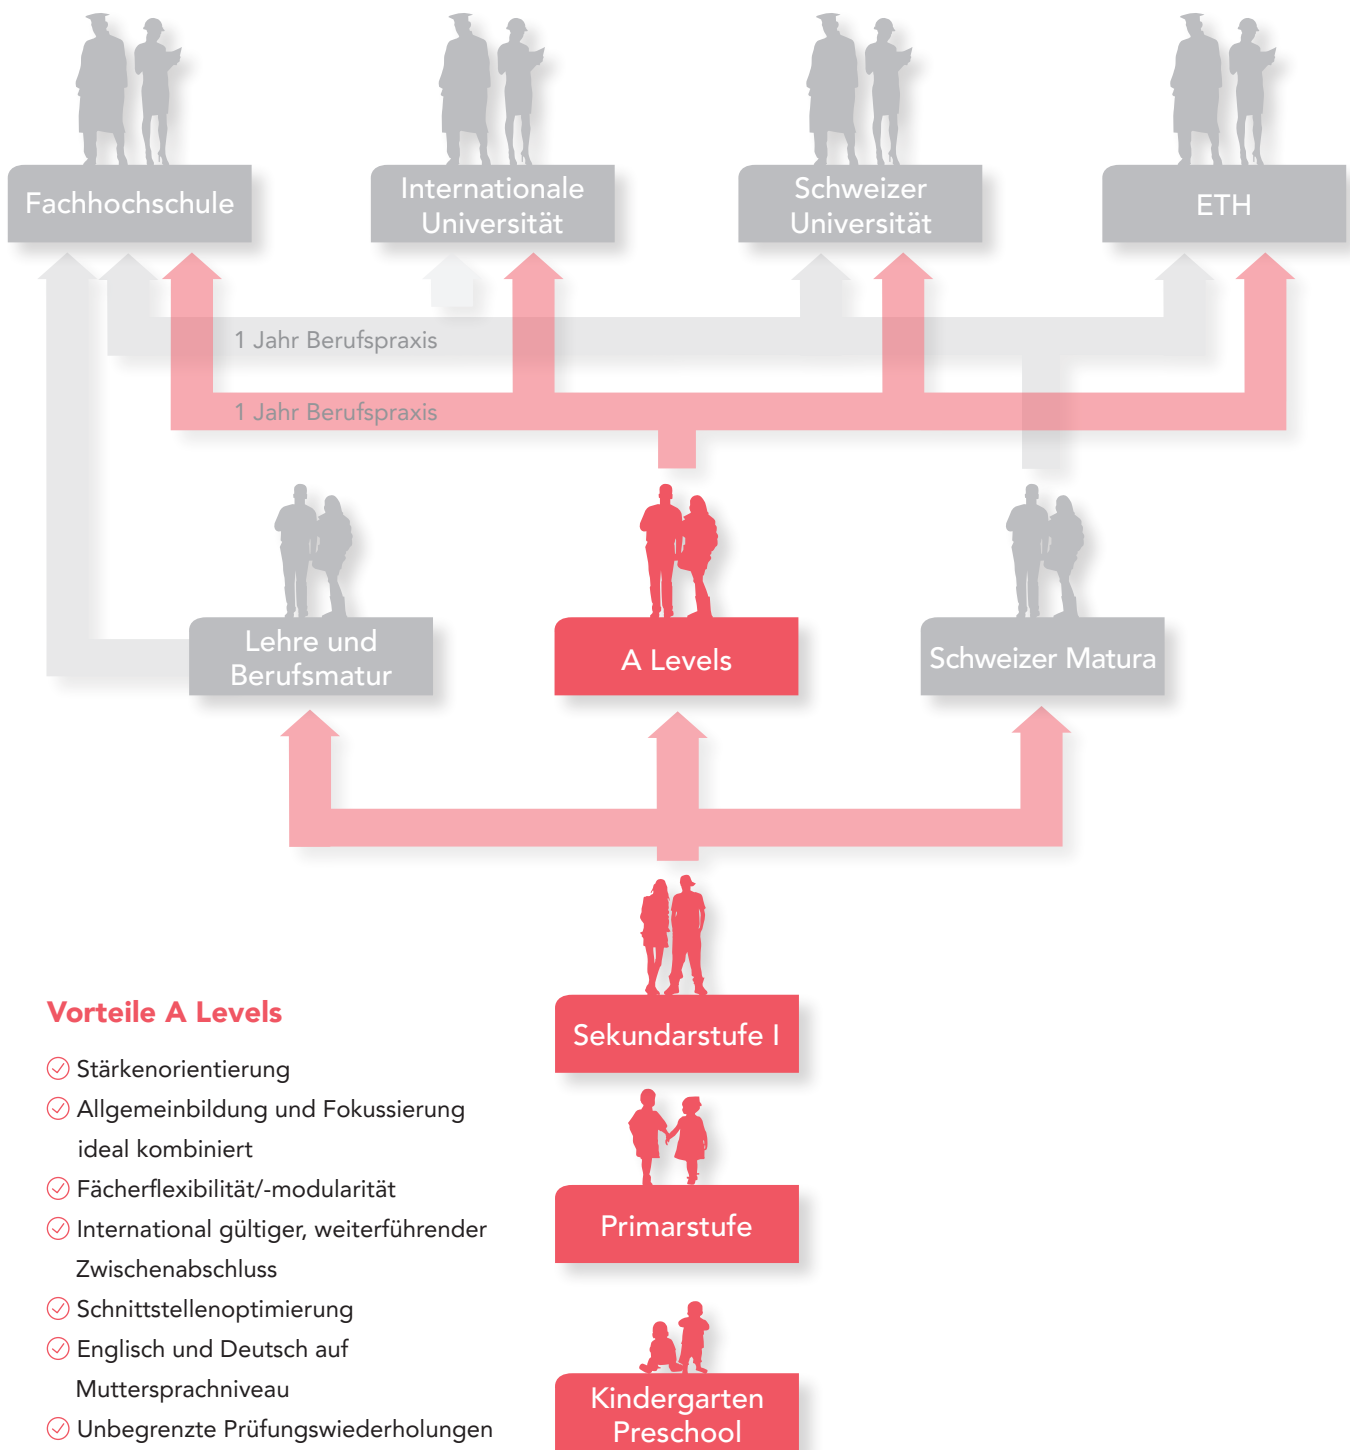 Fachhochschule
Internationale
Universität
Schweizer
Universität
ETH
1 Jahr Berufspraxis
1 Jahr Berufspraxis
Lehre und
Berufsmatur
A Levels
Schweizer Matura
Sekundarstufe I
Primarstufe
Kindergarten
Preschool
Vorteile A Levels
Stärkenorientierung
Allgemeinbildung und Fokussierung
ideal kombiniert
Fächerflexibilität/-modularität
International gültiger, weiterführender
Zwischenabschluss
Schnittstellenoptimierung
Englisch und Deutsch auf
Muttersprachniveau
Unbegrenzte Prüfungswiederholungen